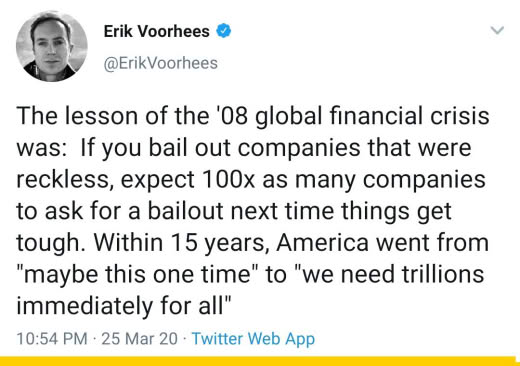 Erik Voorhees
@ErikVoorhees
The lesson of the '08 global financial crisis
was:  If you bail out companies that were
reckless, expect 100x as many companies
to ask for a bailout next time things get
tough. Within 15 years, America went from
"maybe this one time" to "we need trillions
immediately for all"
10:54 PM · 25 Mar 20 · Twitter Web App